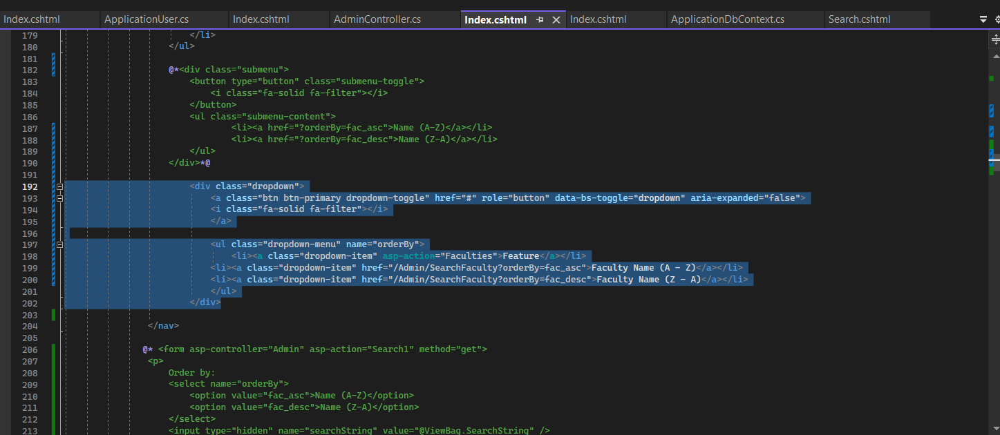 Index.cshtml ApplicationUser.cs Index.cshtml AdminController.cs Index.cshtml Index.cshtml ApplicationDbContext.cs Search.cshtml
179 </li>
180 </ul>
181
182 @*<div class="submenu">
183 <button type="button" class="submenu-toggle">
184 <i class="fa-solid fa-filter"></i>
185 </button>
186 <ul class="submenu-content">
187 <li><a href="?orderBy=fac_asc">Name (A-Z)</a></li>
188 <li><a href="?orderBy=fac_desc">Name (Z-A)</a></li>
189 </ul>
190 </div>*@
191
192 <div class="dropdown">
193 <a class="btn btn-primary dropdown-toggle" href="#" role="button" data-bs-toggle="dropdown" aria-expanded="false">
194 <i class="fa-solid fa-filter"></i>
195 </a>
196
197 <ul class="dropdown-menu" name="orderBy">
198 <li><a class="dropdown-item" asp-action="Faculties">Feature</a></li>
199 <li><a class="dropdown-item" href="/Admin/SearchFaculty?orderBy=fac_asc">Faculty Name (A - Z)</a></li>
200 <li><a class="dropdown-item" href="/Admin/SearchFaculty?orderBy=fac_desc">Faculty Name (Z - A)</a></li>
201 </ul>
202 </div>
203
204 </nav>
205
206 @* <form asp-controller="Admin" asp-action="Search1" method="get">
207 <p>
208 Order by:
209 <select name="orderBy">
210 <option value="fac_asc">Name (A-Z)</option>
211 <option value="fac_desc">Name (Z-A)</option>
212 </select>
213 <input type="hidden" name="searchString" value="@ViewBag.SearchString" />